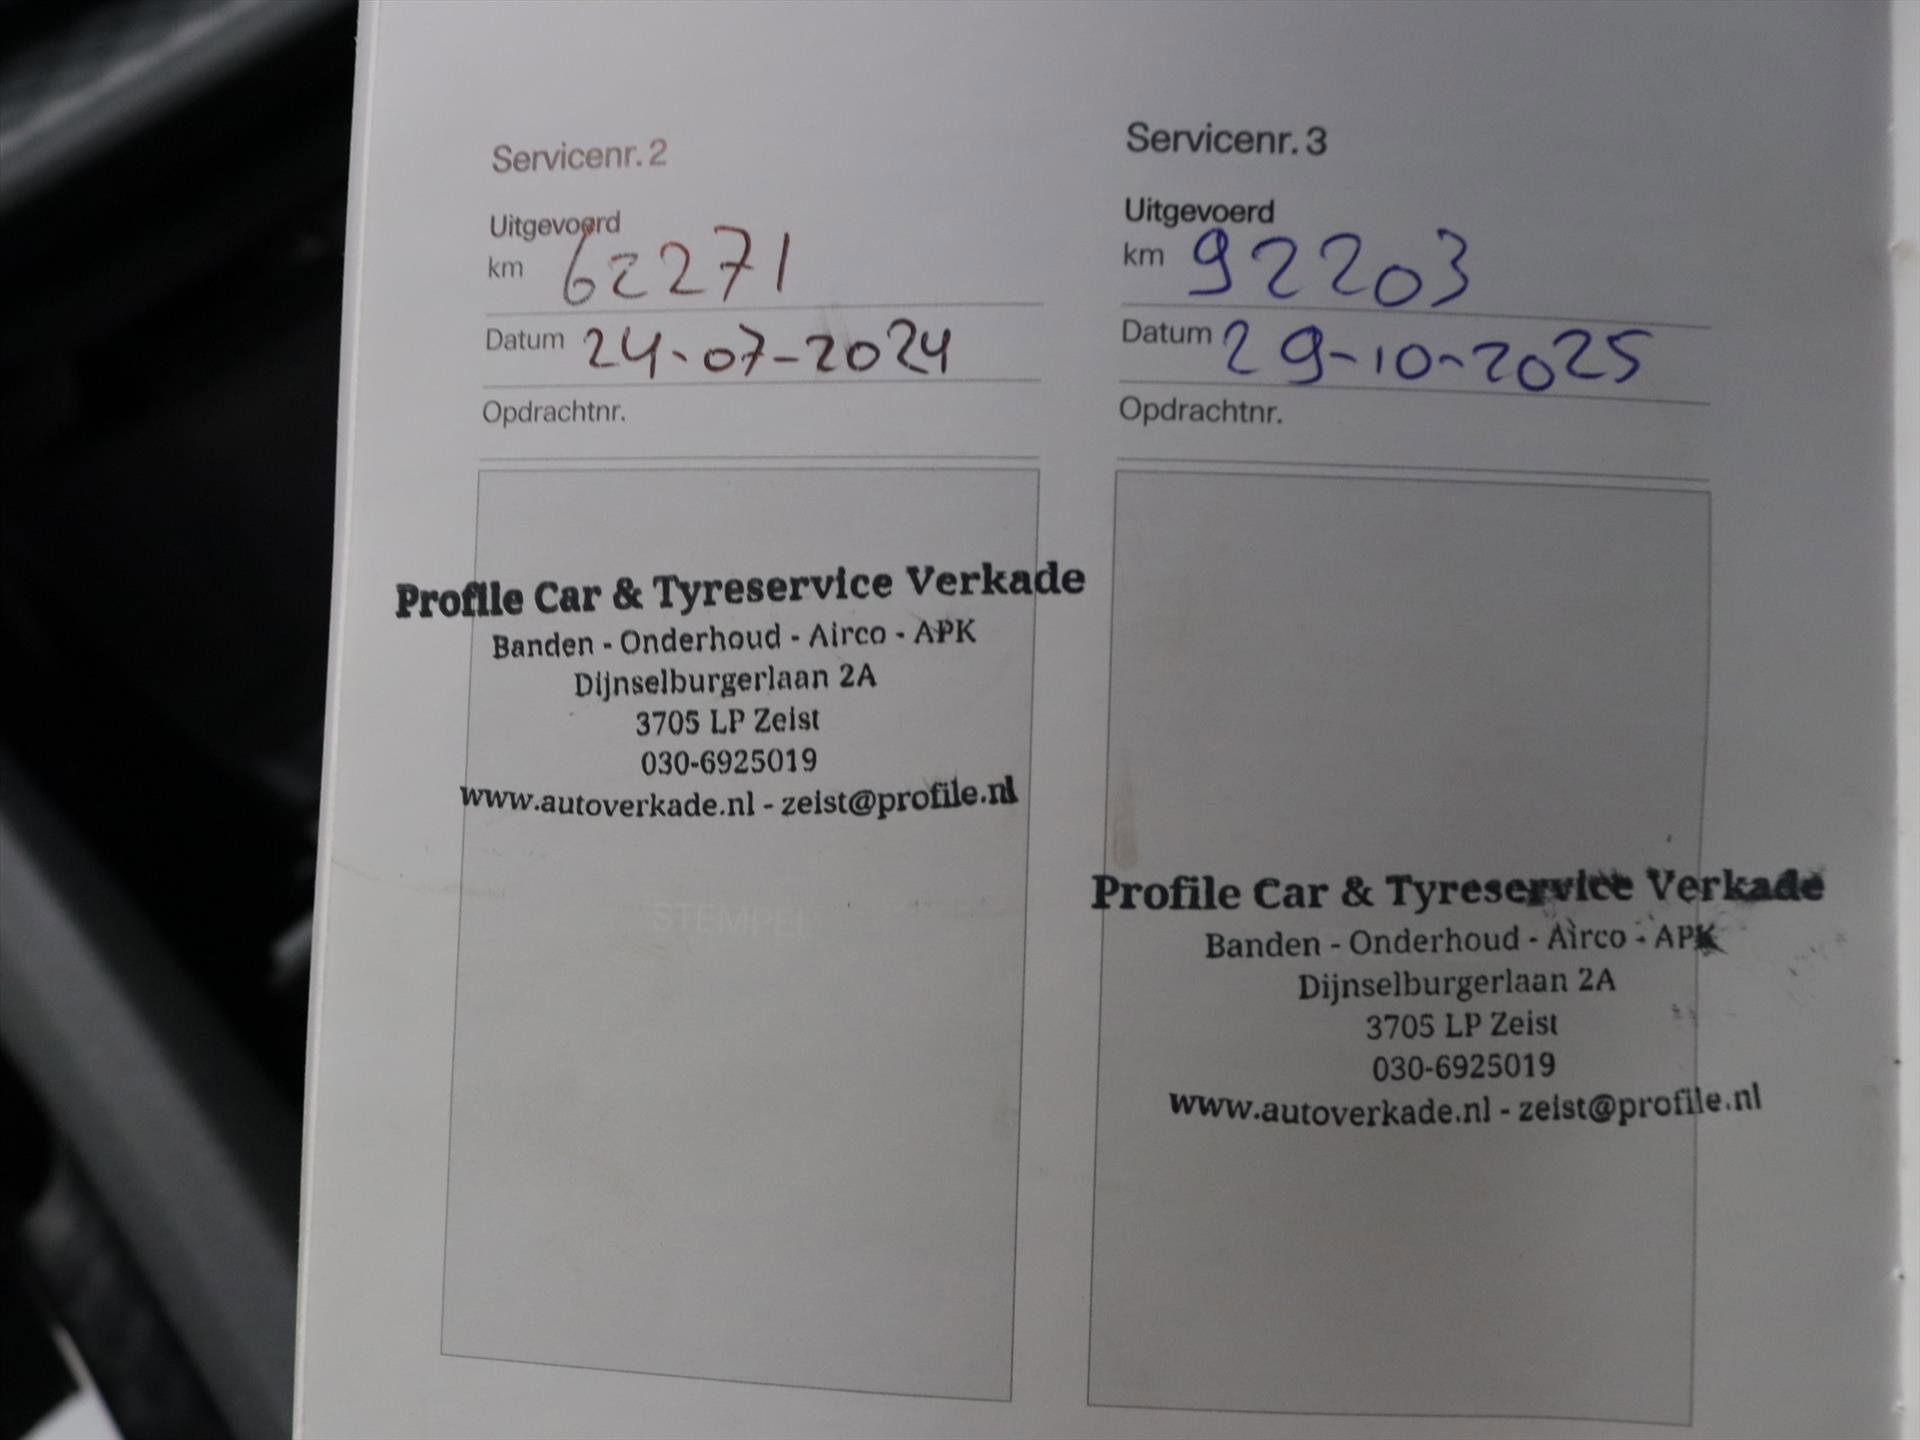 Servicenr. 2
Uitgevoerd
km 62271
Datum 24-07-2024
Opdrachtnr.
Profile Car & Tyreservice Verkade
Banden - Onderhoud - Airco - APK
Dijnselburgerlaan 2A
3705 LP Zeist
030-6925019
www.autoverkade.nl - zeist@profile.nl
STEMPEL
Servicenr. 3
Uitgevoerd
km 92203
Datum 29-10-2025
Opdrachtnr.
Profile Car & Tyreservice Verkade
Banden - Onderhoud - Airco - APK
Dijnselburgerlaan 2A
3705 LP Zeist
030-6925019
www.autoverkade.nl - zeist@profile.nl